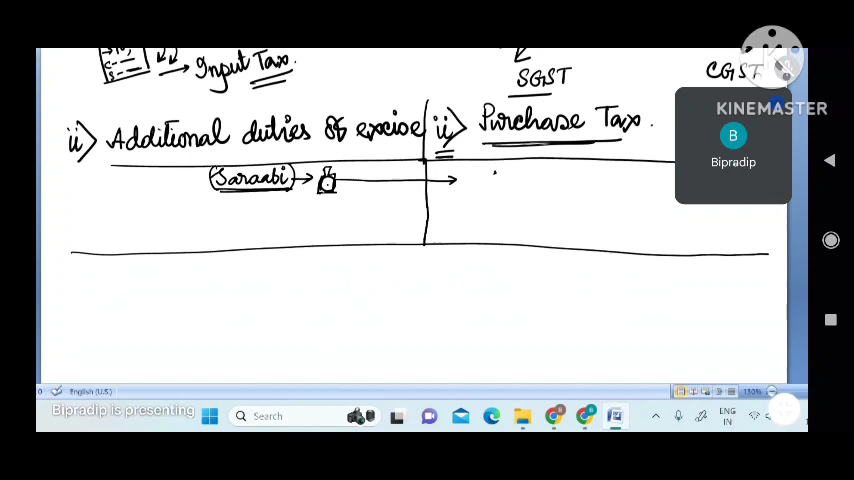 Input Tax.
SGST
CGST
KINEMASTER
ii> Additional duties of excise
ii> Purchase Tax.
B
Bipradip
Saraabi
English (U.S.)
130%
Bipradip is presenting
Search
ENG
IN